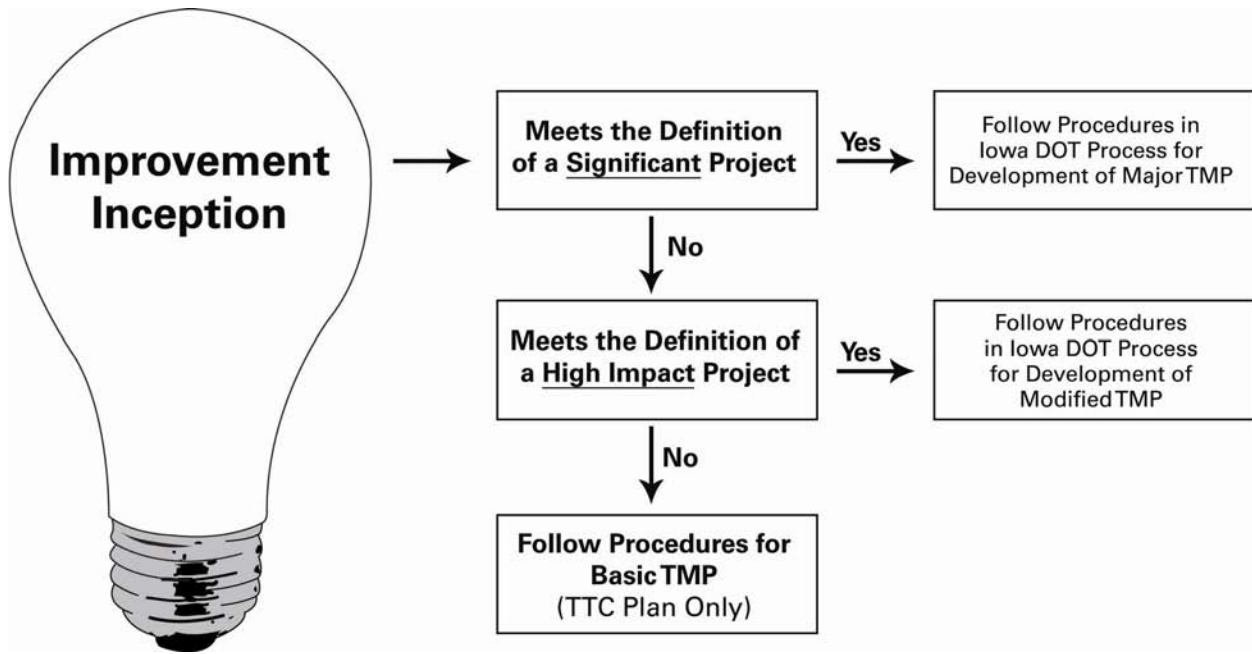 Improvement
Inception
Meets the Definition
of a Significant Project
Yes
Follow Procedures in
Iowa DOT Process for
Development of Major TMP
No
Meets the Definition of
a High Impact Project
Yes
Follow Procedures
in Iowa DOT Process
for Development of
Modified TMP
No
Follow Procedures for
Basic TMP
(TTC Plan Only)